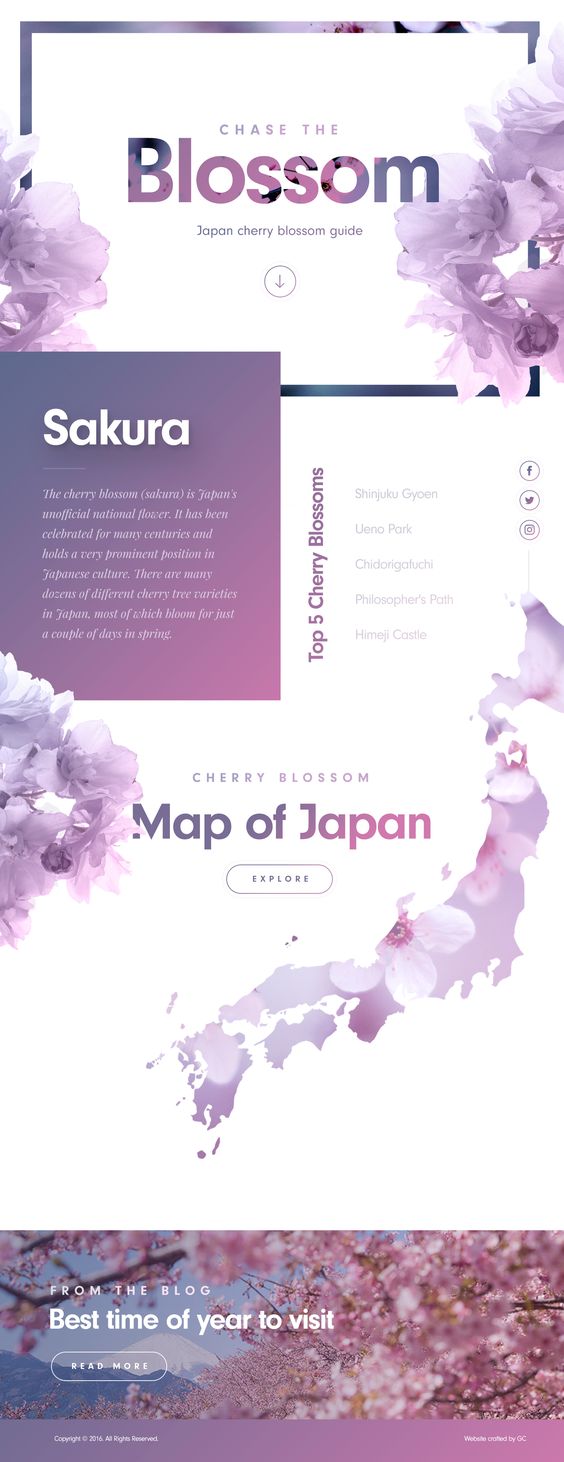 CHASE THE
Blossom
Japan cherry blossom guide
Sakura
The cherry blossom (sakura) is Japan's
unofficial national flower. It has been
celebrated for many centuries and
holds a very prominent position in
Japanese culture. There are many
dozens of different cherry tree varieties
in Japan, most of which bloom for just
a couple of days in spring.
Top 5 Cherry Blossoms
Shinjuku Gyoen
Ueno Park
Chidorigafuchi
Philosopher's Path
Himeji Castle
CHERRY BLOSSOM
Map of Japan
EXPLORE
FROM THE BLOG
Best time of year to visit
READ MORE
Copyright © 2016. All Rights Reserved.
Website crafted by GC